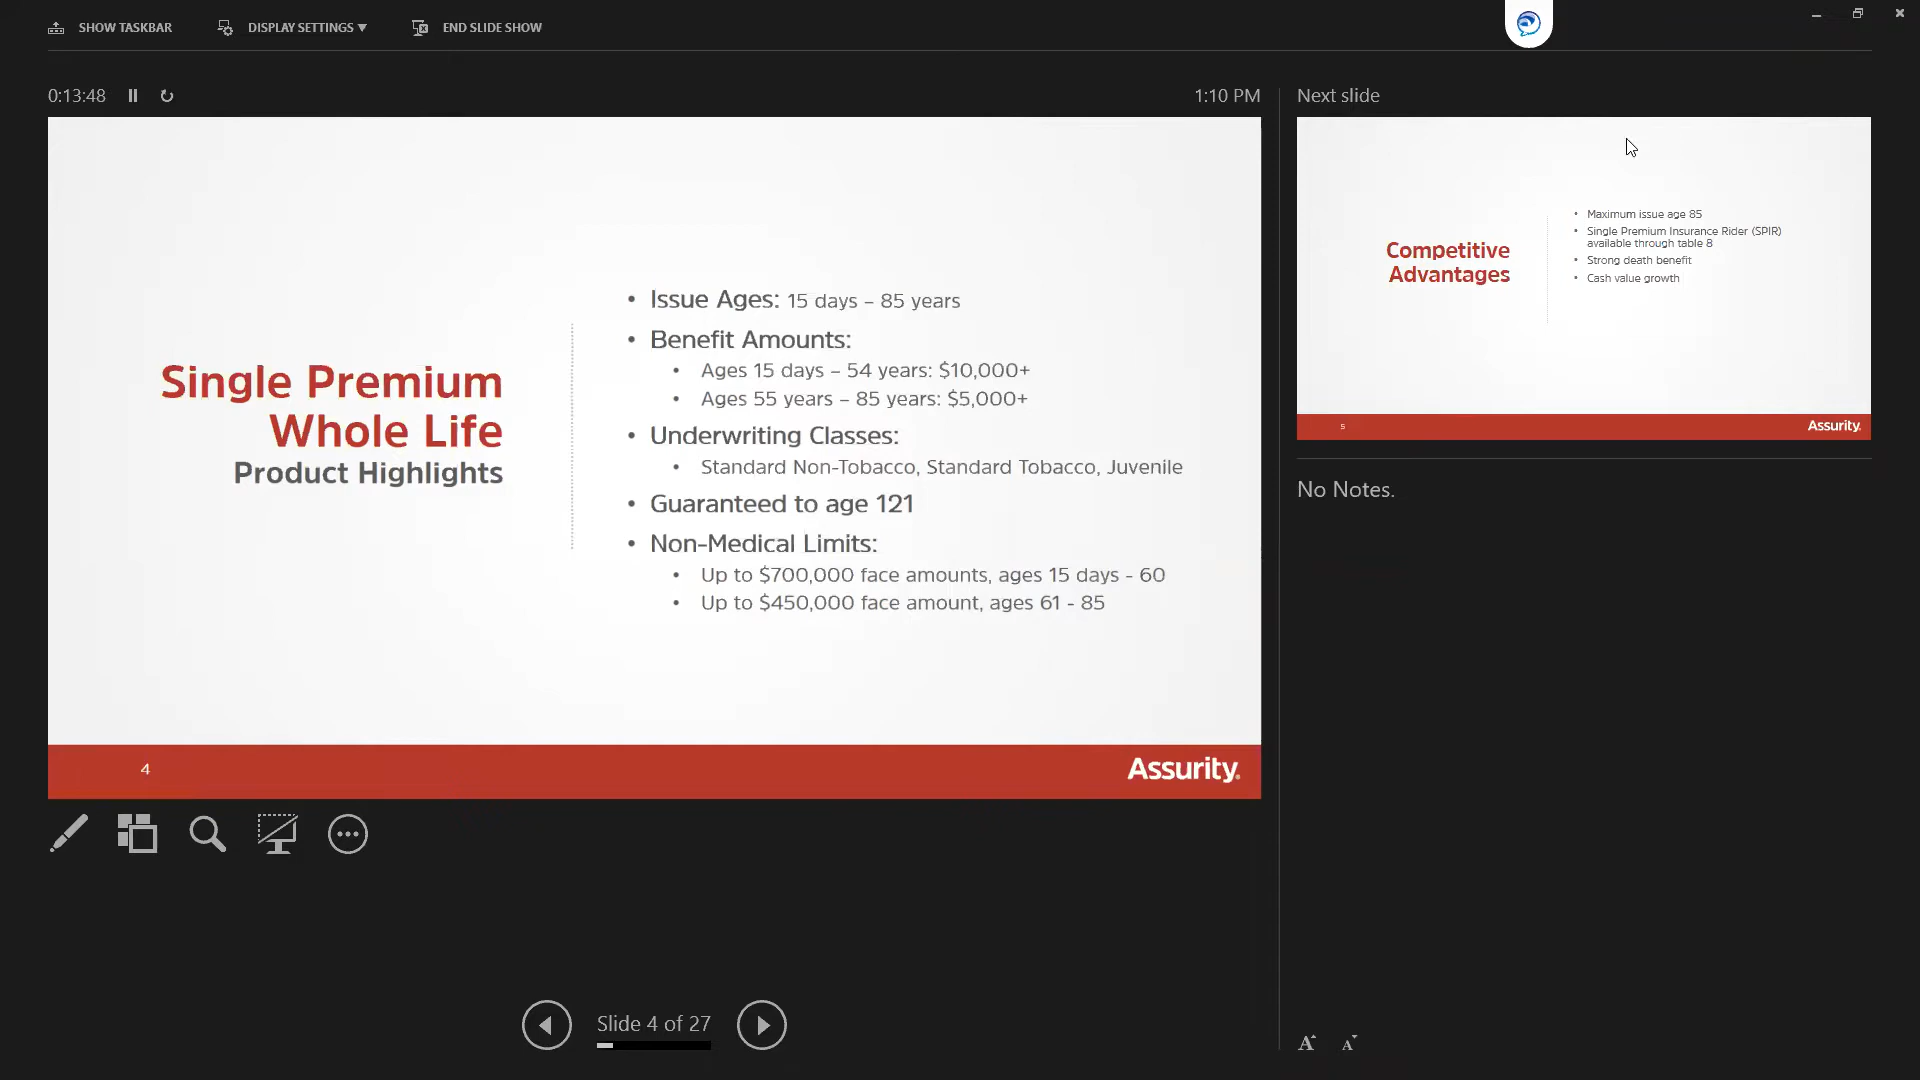 SHOW TASKBAR
DISPLAY SETTINGS ▼
END SLIDE SHOW
0:13:48
1:10 PM
Single Premium
Whole Life
Product Highlights
• Issue Ages: 15 days – 85 years
• Benefit Amounts:
• Ages 15 days – 54 years: $10,000+
• Ages 55 years – 85 years: $5,000+
• Underwriting Classes:
• Standard Non-Tobacco, Standard Tobacco, Juvenile
• Guaranteed to age 121
• Non-Medical Limits:
• Up to $700,000 face amounts, ages 15 days - 60
• Up to $450,000 face amount, ages 61 - 85
4
Assurity®
Slide 4 of 27
Next slide
Competitive
Advantages
• Maximum issue age 85
• Single Premium Insurance Rider (SPIR)
available through table 8
• Strong death benefit
• Cash value growth
5
Assurity®
No Notes.
A A